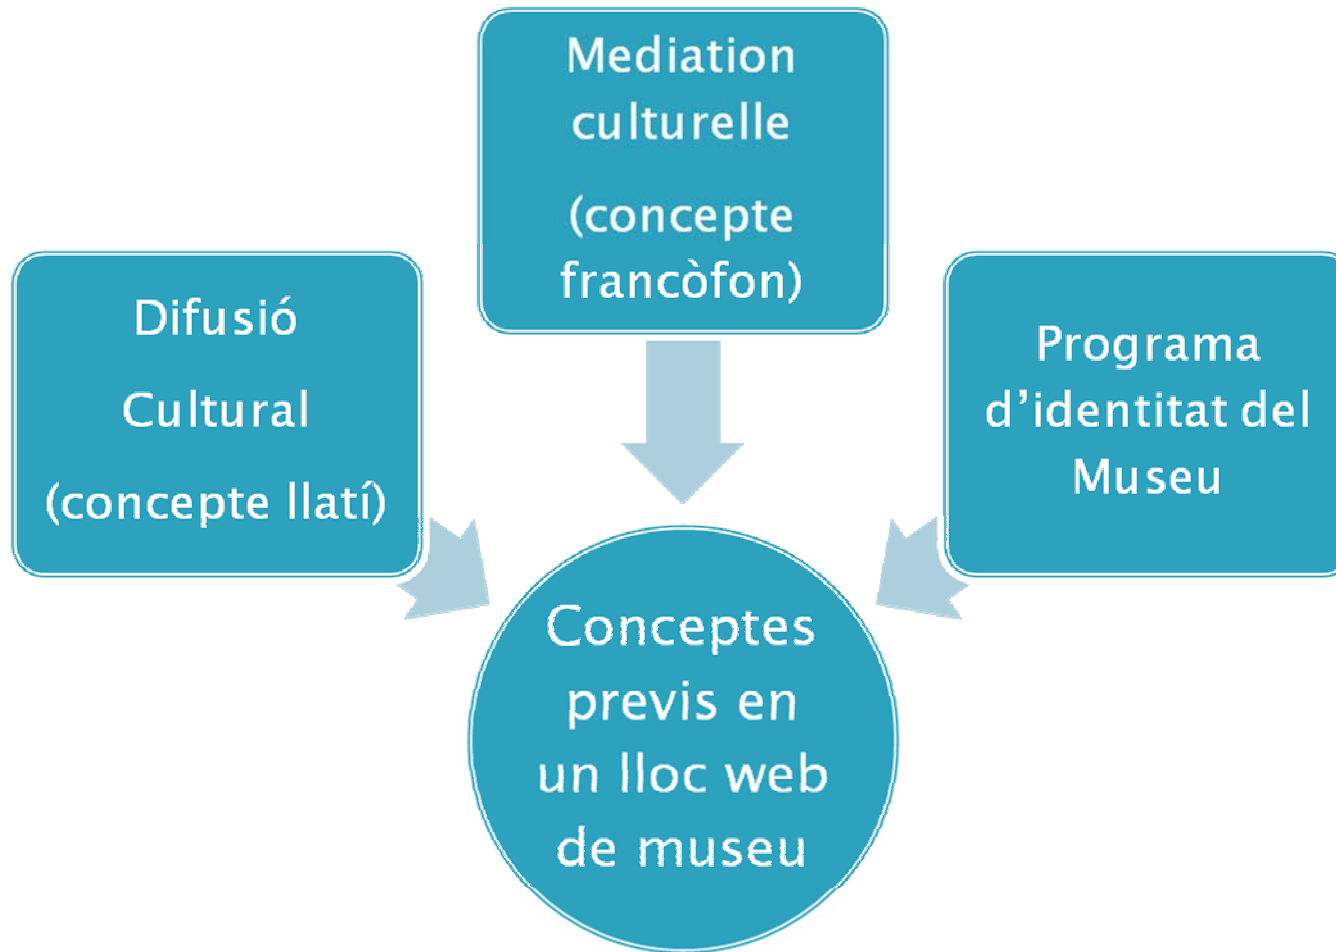 Mediation
culturelle
(concepte
francòfon)
Difusió
Cultural
(concepte llatí)
Programa
d’identitat del
Museu
Conceptes
previs en
un lloc web
de museu